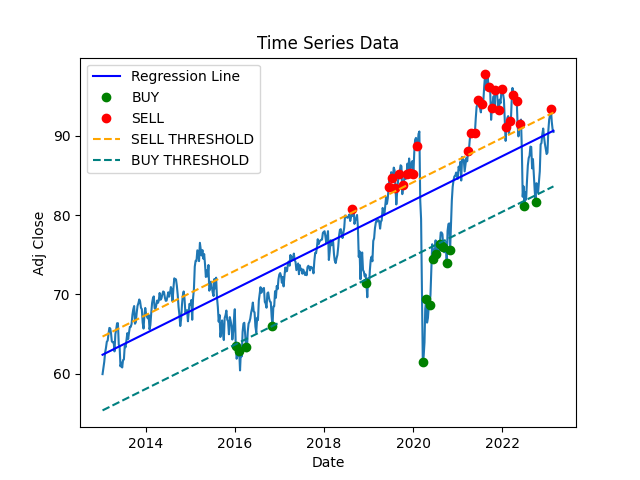 Time Series Data
Regression Line
BUY
SELL
SELL THRESHOLD
BUY THRESHOLD
Adj Close
90
80
70
60
2014 2016 2018 2020 2022
Date